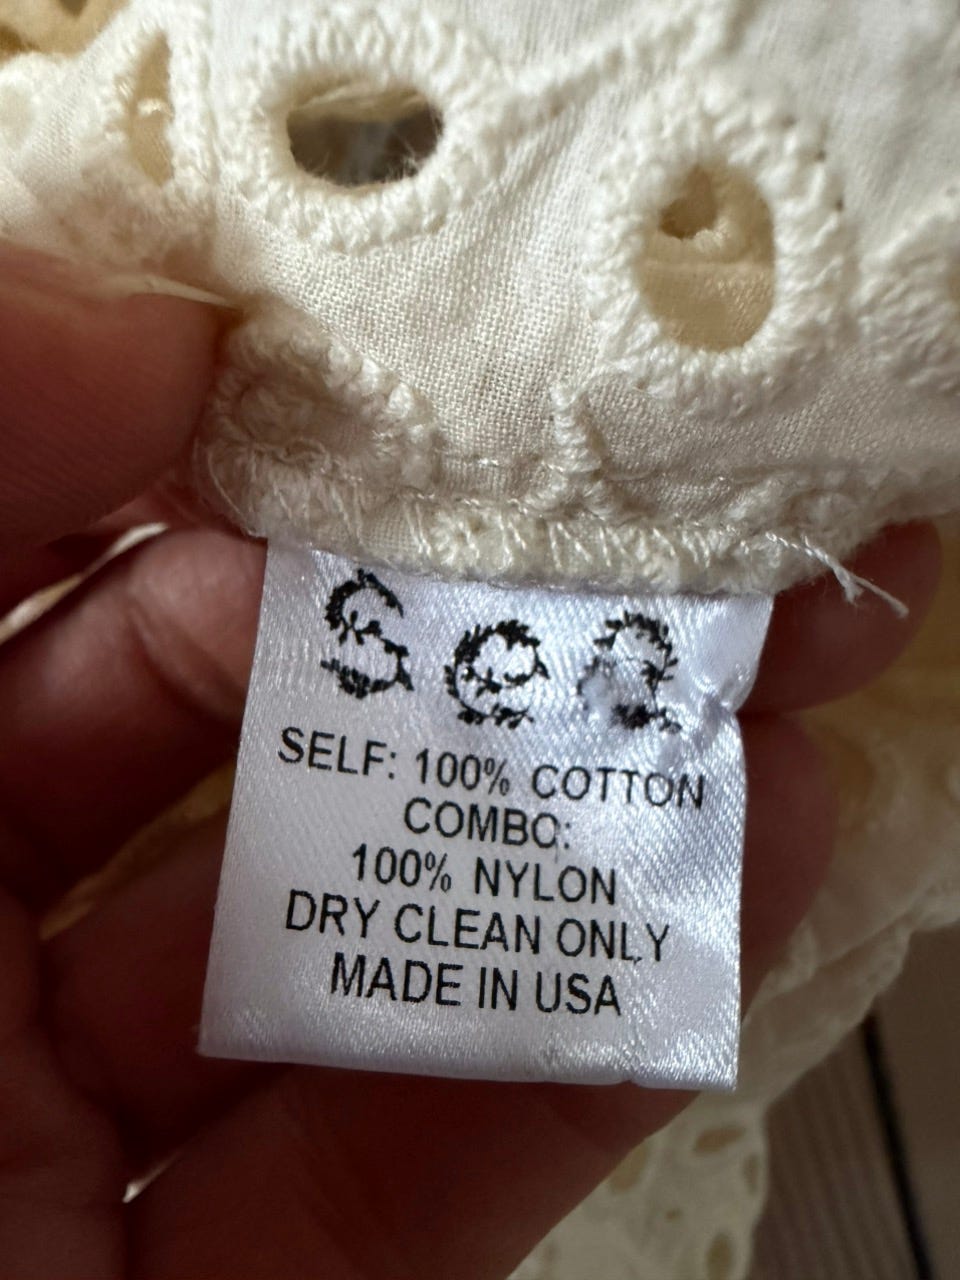 Sea
SELF: 100% COTTON
COMBO:
100% NYLON
DRY CLEAN ONLY
MADE IN USA